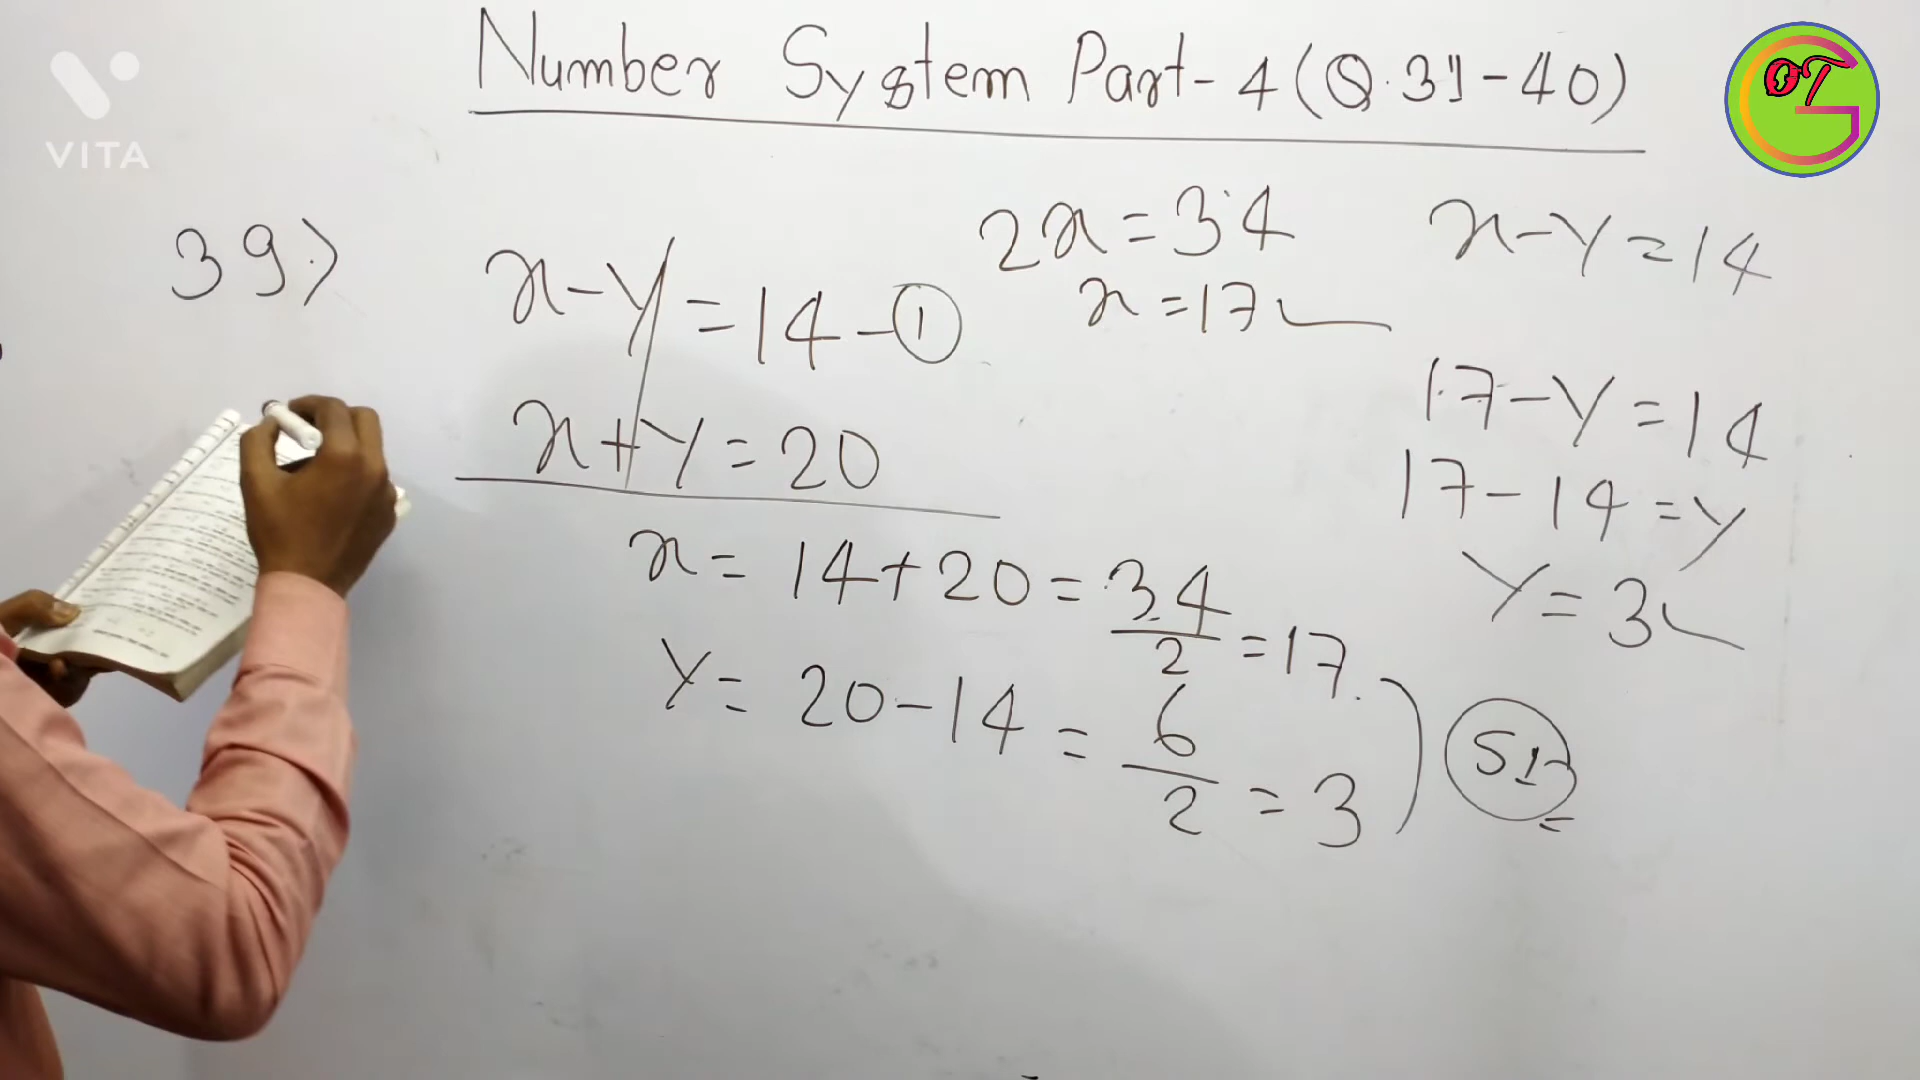 VITA
Number System Part-4 (Q.31-40)
OTG
39>
x-y=14-①
x+y=20
x=14+20=34/2=17
y=20-14=6/2=3
51
2x=34
x=17
x-y=14
17-y=14
17-14=y
y=3